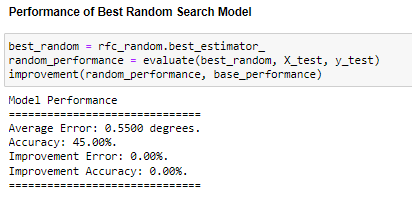 Performance of Best Random Search Model
best_random = rfc_random.best_estimator_
random_performance = evaluate(best_random, X_test, y_test)
improvement(random_performance, base_performance)
Model Performance
==============================
Average Error: 0.5500 degrees.
Accuracy: 45.00%.
Improvement Error: 0.00%.
Improvement Accuracy: 0.00%.
==============================